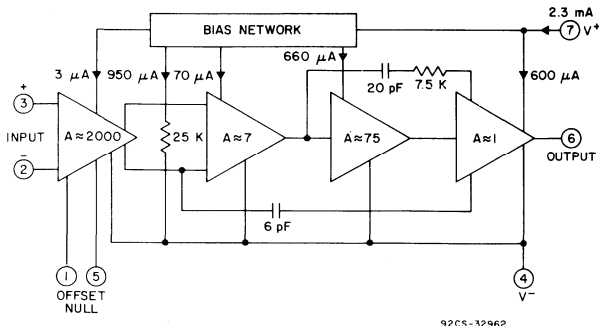 BIAS NETWORK
2.3 mA
7 V+
3 μA
950 μA
70 μA
660 μA
600 μA
20 pF
7.5 K
+
3
INPUT
−
2
A≈2000
25 K
A≈7
A≈75
A≈1
6
OUTPUT
6 pF
1
5
OFFSET
NULL
4
V−
92CS-32962